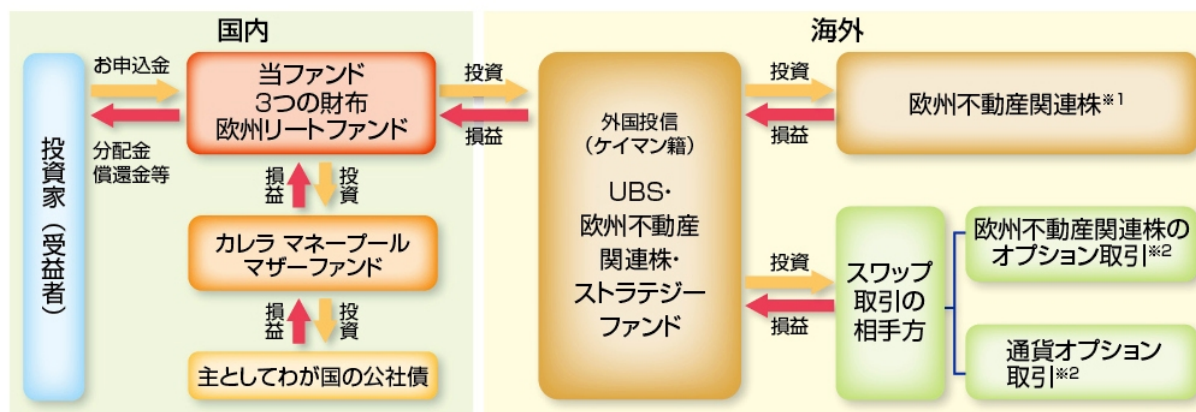 国内
海外
投資家（受益者）
お申込金
分配金
償還金等
当ファンド
3つの財布
欧州リートファンド
投資
損益
損益
投資
カレラ マネープール
マザーファンド
損益
投資
主としてわが国の公社債
外国投信
（ケイマン籍）
UBS・
欧州不動産
関連株・
ストラテジー
ファンド
投資
損益
欧州不動産関連株※1
投資
損益
スワップ
取引の
相手方
欧州不動産関連株の
オプション取引※2
通貨オプション
取引※2